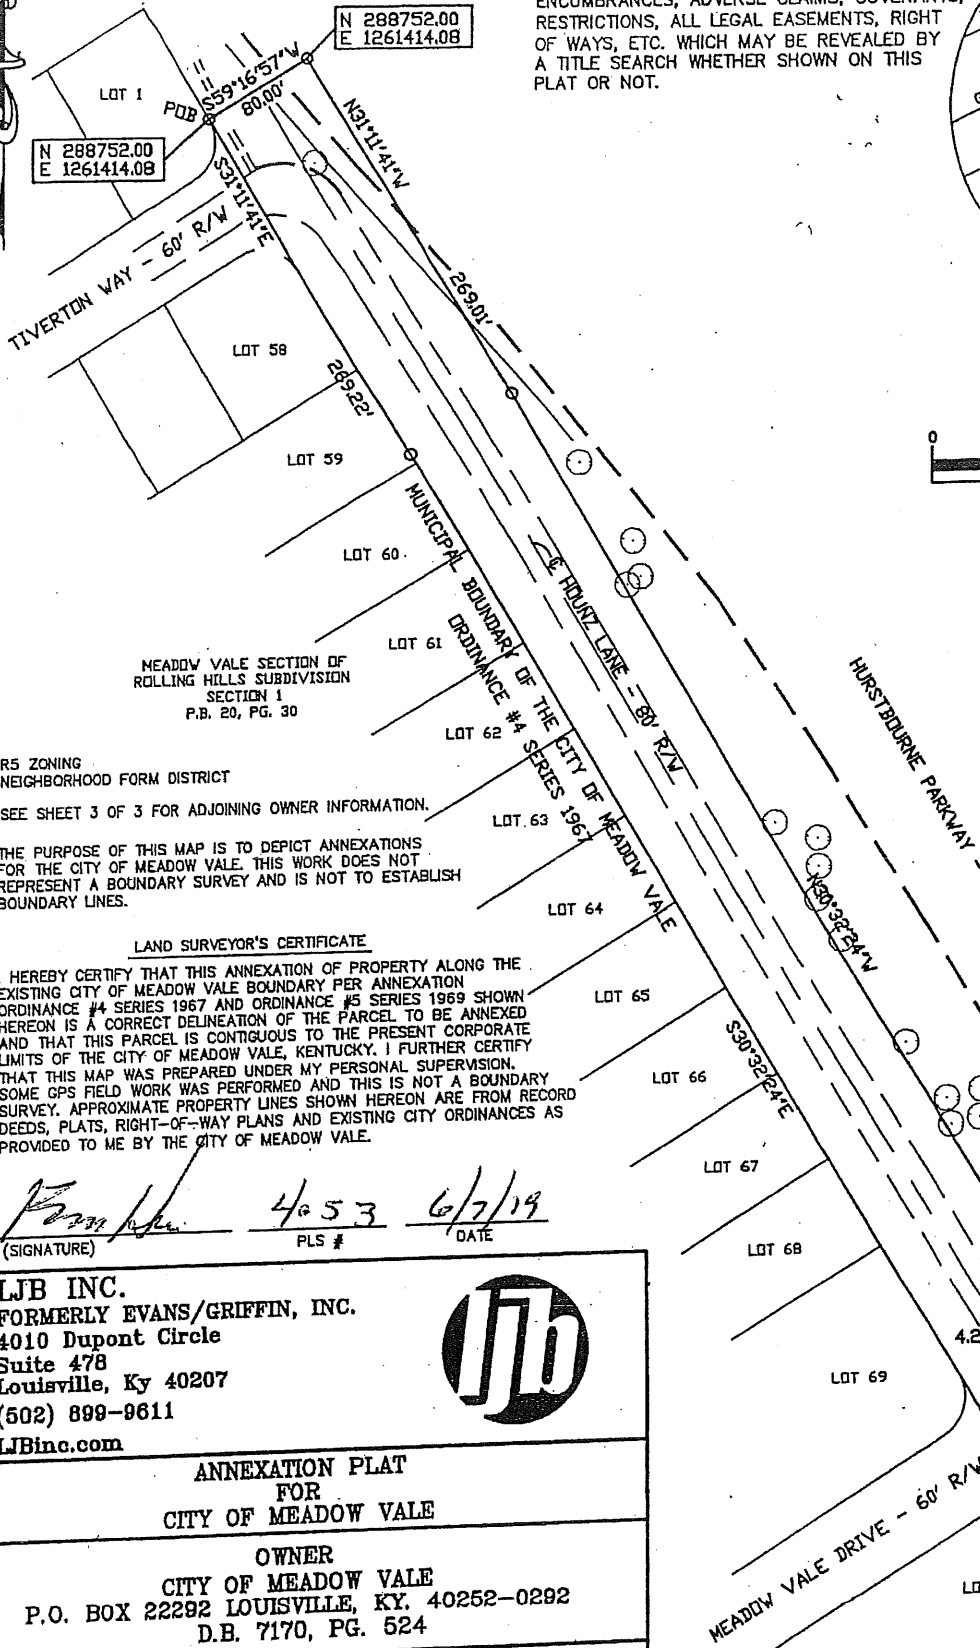 ENCUMBRANCES, ADVERSE CLAIMS, COVENANTS,
RESTRICTIONS, ALL LEGAL EASEMENTS, RIGHT
OF WAYS, ETC. WHICH MAY BE REVEALED BY
A TITLE SEARCH WHETHER SHOWN ON THIS
PLAT OR NOT.
N 288752.00
E 1261414.08
S59°16'57"W
80.00'
LOT 1
POB
N 288752.00
E 1261414.08
N31°11'41"W
S31°11'41"E
TIVERTON WAY - 60' R/W
269.01'
LOT 58
269.22'
LOT 59
0
MUNICIPAL BOUNDARY OF THE CITY OF MEADOW VALE
ORDINANCE #4 SERIES 1967
LOT 60
℄ HOUNZ LANE - 80' R/W
LOT 61
MEADOW VALE SECTION OF
ROLLING HILLS SUBDIVISION
SECTION 1
P.B. 20, PG. 30
HURSTBOURNE PARKWAY -
LOT 62
R5 ZONING
NEIGHBORHOOD FORM DISTRICT
SEE SHEET 3 OF 3 FOR ADJOINING OWNER INFORMATION.
LOT 63
THE PURPOSE OF THIS MAP IS TO DEPICT ANNEXATIONS
FOR THE CITY OF MEADOW VALE. THIS WORK DOES NOT
REPRESENT A BOUNDARY SURVEY AND IS NOT TO ESTABLISH
BOUNDARY LINES.
N30°32'24"W
LOT 64
LAND SURVEYOR'S CERTIFICATE
HEREBY CERTIFY THAT THIS ANNEXATION OF PROPERTY ALONG THE
EXISTING CITY OF MEADOW VALE BOUNDARY PER ANNEXATION
ORDINANCE #4 SERIES 1967 AND ORDINANCE #5 SERIES 1969 SHOWN
HEREON IS A CORRECT DELINEATION OF THE PARCEL TO BE ANNEXED
AND THAT THIS PARCEL IS CONTIGUOUS TO THE PRESENT CORPORATE
LIMITS OF THE CITY OF MEADOW VALE, KENTUCKY. I FURTHER CERTIFY
THAT THIS MAP WAS PREPARED UNDER MY PERSONAL SUPERVISION.
SOME GPS FIELD WORK WAS PERFORMED AND THIS IS NOT A BOUNDARY
SURVEY. APPROXIMATE PROPERTY LINES SHOWN HEREON ARE FROM RECORD
DEEDS, PLATS, RIGHT-OF-WAY PLANS AND EXISTING CITY ORDINANCES AS
PROVIDED TO ME BY THE CITY OF MEADOW VALE.
LOT 65
S30°32'24"E
LOT 66
LOT 67
4053 6/7/19
(SIGNATURE) PLS # DATE
LOT 68
LJB INC.
FORMERLY EVANS/GRIFFIN, INC.
4010 Dupont Circle
Suite 478
Louisville, Ky 40207
(502) 899-9611
LJBinc.com
ljb
4.2
LOT 69
ANNEXATION PLAT
FOR
CITY OF MEADOW VALE
MEADOW VALE DRIVE - 60' R/W
OWNER
CITY OF MEADOW VALE
P.O. BOX 22292 LOUISVILLE, KY. 40252-0292
D.B. 7170, PG. 524
LO